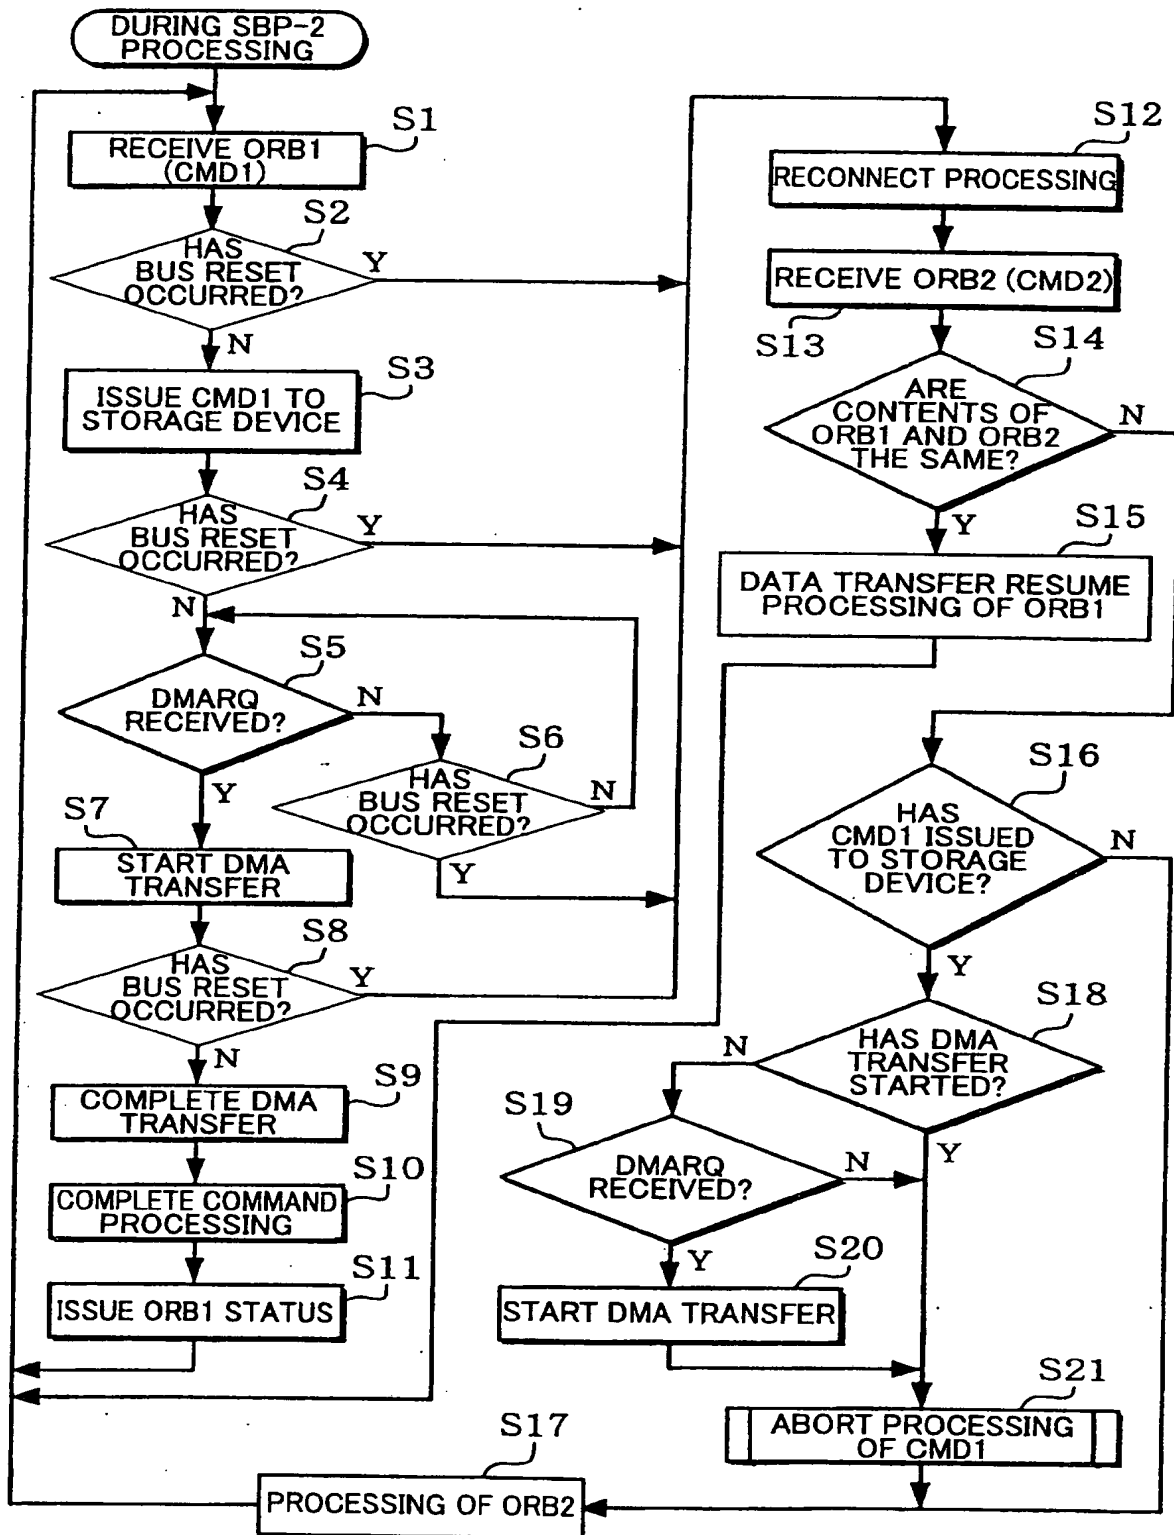 DURING SBP-2
PROCESSING
S1
RECEIVE ORB1
(CMD1)
S2
HAS
BUS RESET
OCCURRED?
Y
N
S3
ISSUE CMD1 TO
STORAGE DEVICE
S4
HAS
BUS RESET
OCCURRED?
Y
N
S5
DMARQ
RECEIVED?
N
Y
S6
HAS
BUS RESET
OCCURRED?
N
Y
S7
START DMA
TRANSFER
S8
HAS
BUS RESET
OCCURRED?
Y
N
S9
COMPLETE DMA
TRANSFER
S10
COMPLETE COMMAND
PROCESSING
S11
ISSUE ORB1 STATUS
S12
RECONNECT PROCESSING
RECEIVE ORB2 (CMD2)
S13
S14
ARE
CONTENTS OF
ORB1 AND ORB2
THE SAME?
N
Y
S15
DATA TRANSFER RESUME
PROCESSING OF ORB1
S16
HAS
CMD1 ISSUED
TO STORAGE
DEVICE?
N
Y
S18
HAS DMA
TRANSFER
STARTED?
N
Y
S19
DMARQ
RECEIVED?
N
Y
S20
START DMA TRANSFER
S21
ABORT PROCESSING
OF CMD1
S17
PROCESSING OF ORB2